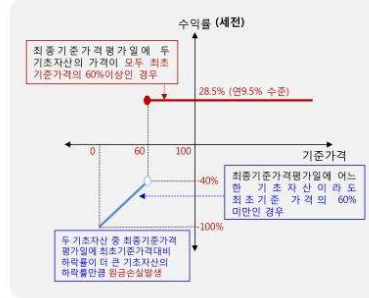 수익률 (세전)
최종기준가격평가일에 두
기초자산의 가격이 모두 최초
기준가격의 60%이상인 경우
28.5% (연9.5% 수준)
0 60 100
기준가격
-40%
-100%
최종기준가격평가일에 어느
한 기초자산이라도
최초기준 가격의 60%
미만인 경우
두 기초자산 중 최종기준가격
평가일에 최초기준가격대비
하락률이 더 큰 기초자산의
하락률만큼 원금손실발생